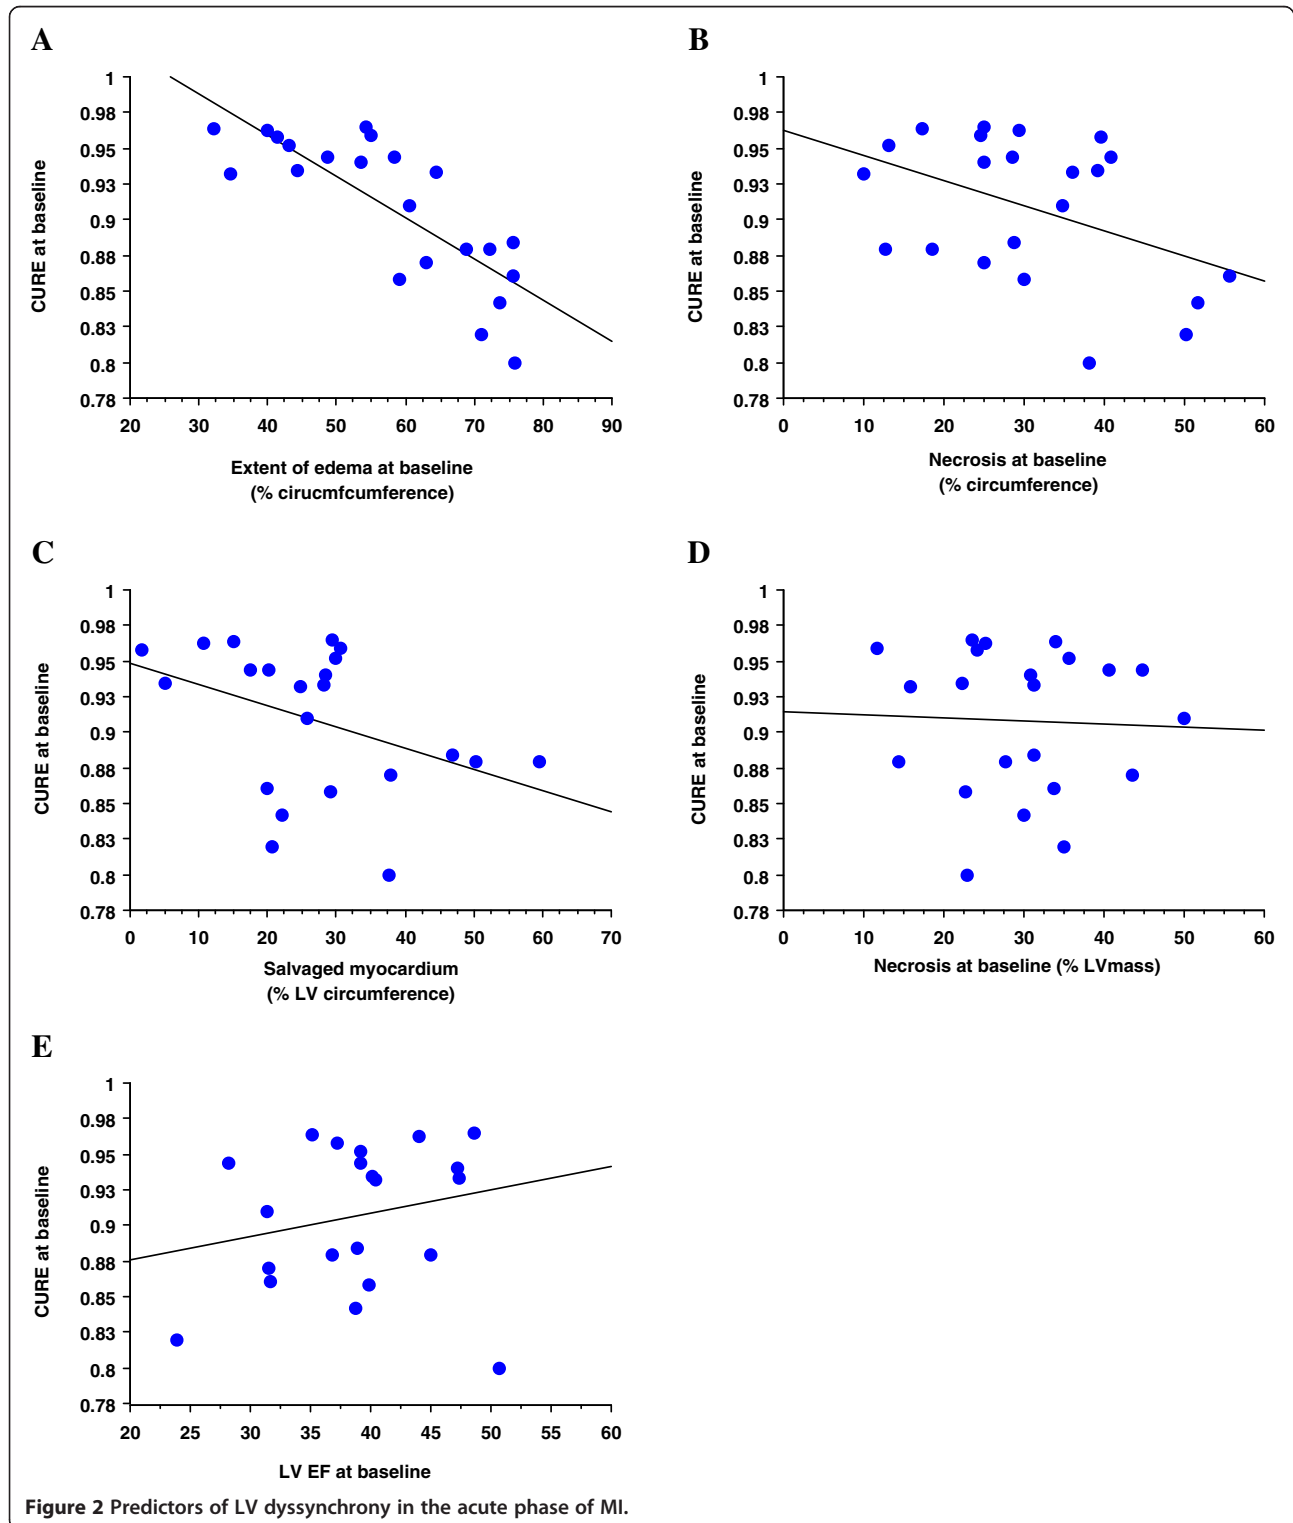 A
1
0.98
0.95
0.93
0.9
0.88
0.85
0.83
0.8
0.78
CURE at baseline
20 30 40 50 60 70 80 90
Extent of edema at baseline
(% cirucmfcumference)
B
1
0.98
0.95
0.93
0.9
0.88
0.85
0.83
0.8
0.78
CURE at baseline
0 10 20 30 40 50 60
Necrosis at baseline
(% circumference)
C
1
0.98
0.95
0.93
0.9
0.88
0.85
0.83
0.8
0.78
CURE at baseline
0 10 20 30 40 50 60 70
Salvaged myocardium
(% LV circumference)
D
1
0.98
0.95
0.93
0.9
0.88
0.85
0.83
0.8
0.78
CURE at baseline
0 10 20 30 40 50 60
Necrosis at baseline (% LVmass)
E
1
0.98
0.95
0.93
0.9
0.88
0.85
0.83
0.8
0.78
CURE at baseline
20 25 30 35 40 45 50 55 60
LV EF at baseline
Figure 2 Predictors of LV dyssynchrony in the acute phase of MI.